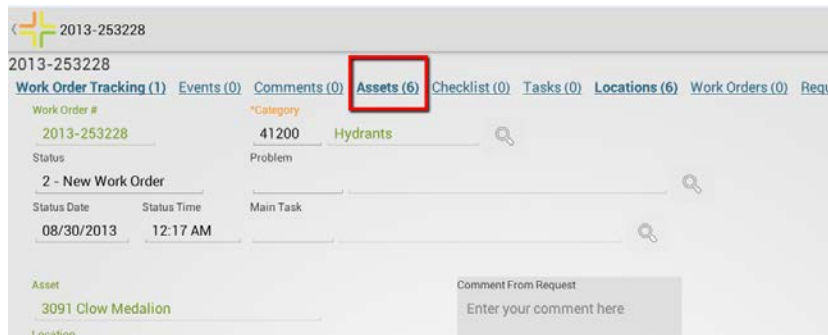 2013-253228
2013-253228
Work Order Tracking (1) Events (0) Comments (0) Assets (6) Checklist (0) Tasks (0) Locations (6) Work Orders (0) Requ
Work Order # *Category
2013-253228 41200 Hydrants
Status Problem
2 - New Work Order
Status Date Status Time Main Task
08/30/2013 12:17 AM
Asset Comment From Request
3091 Clow Medalion Enter your comment here
Location